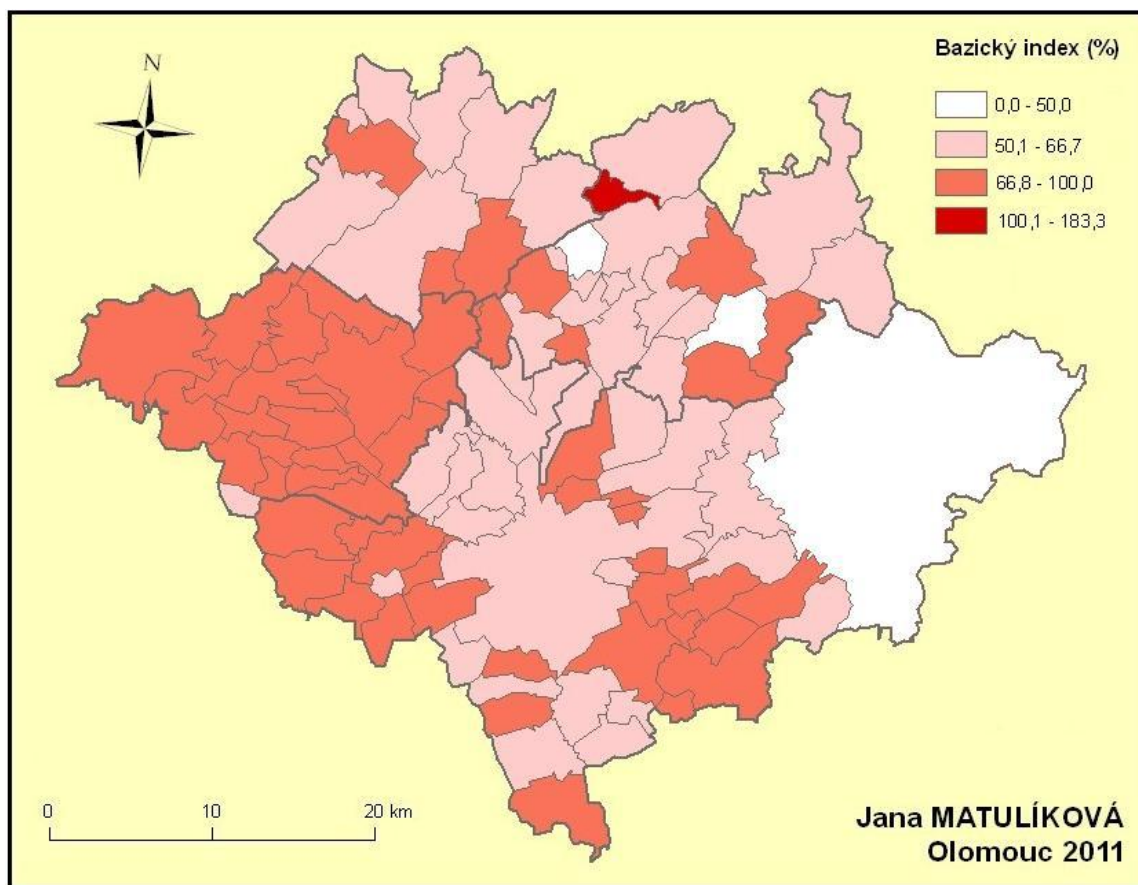 N
Bazický index (%)
0,0 - 50,0
50,1 - 66,7
66,8 - 100,0
100,1 - 183,3
0 10 20 km
Jana MATULÍKOVÁ
Olomouc 2011